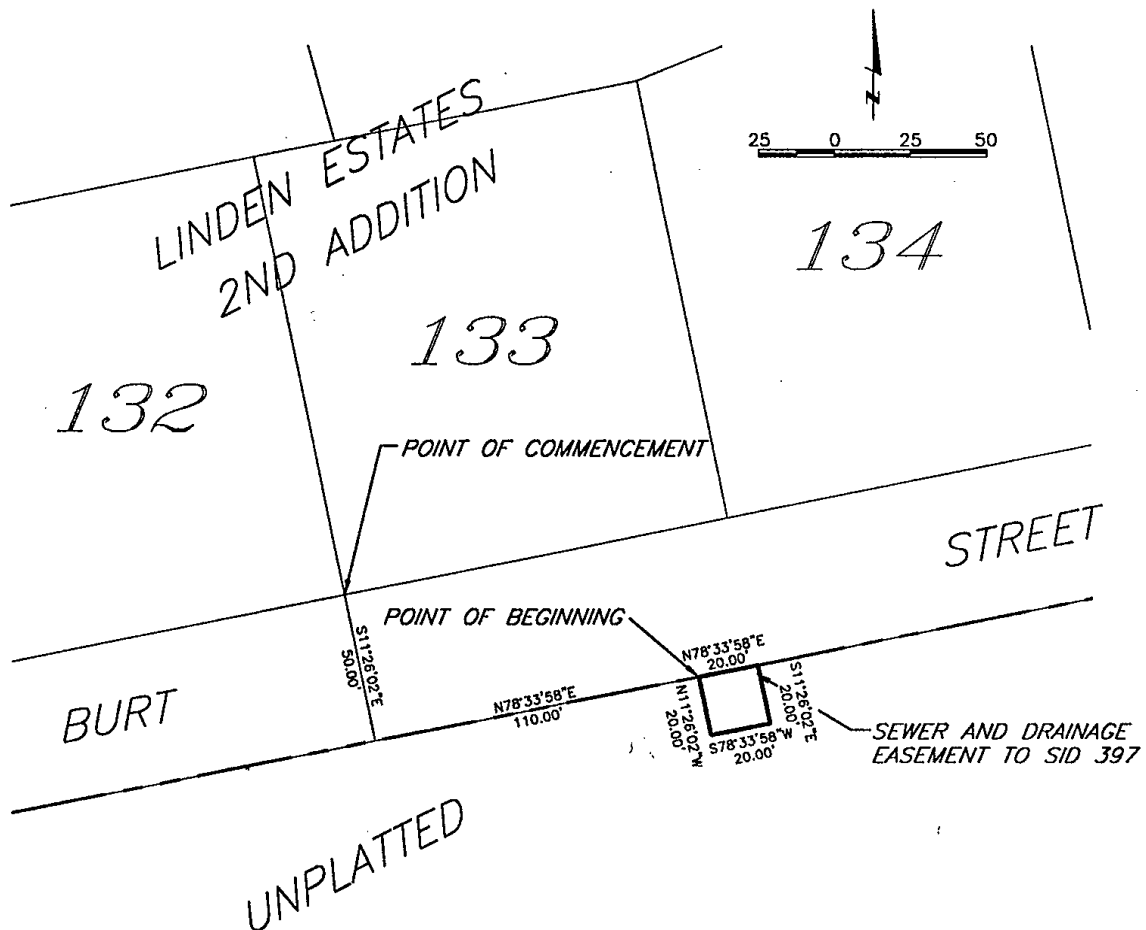 LINDEN ESTATES
2ND ADDITION
N
25 0 25 50
134
133
132
POINT OF COMMENCEMENT
STREET
POINT OF BEGINNING
S11°26'02"E
50.00'
N78°33'58"E
20.00'
BURT
N78°33'58"E
110.00'
N11°26'02"W
20.00'
S11°26'02"E
20.00'
S78°33'58"W
20.00'
SEWER AND DRAINAGE
EASEMENT TO SID 397
UNPLATTED